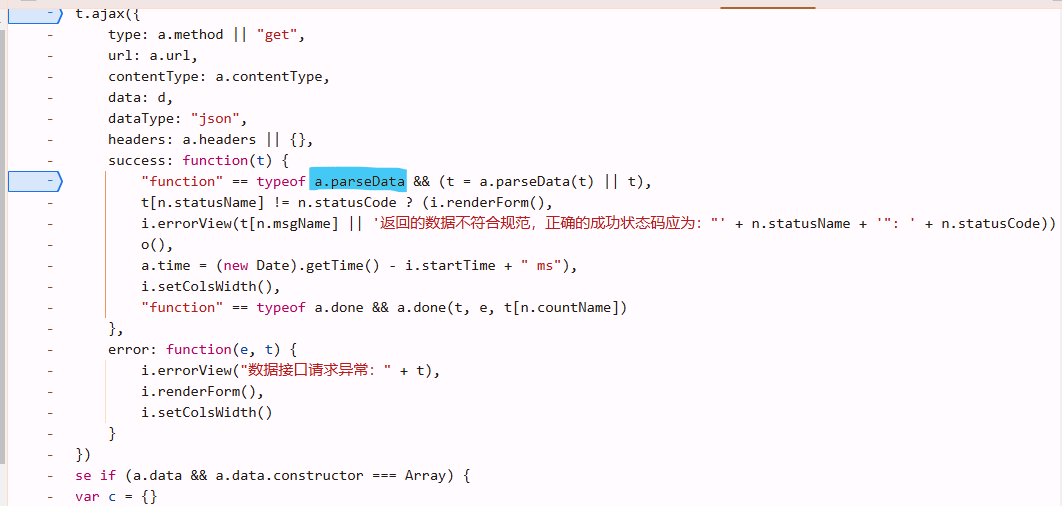 t.ajax({
type: a.method || "get",
url: a.url,
contentType: a.contentType,
data: d,
dataType: "json",
headers: a.headers || {},
success: function(t) {
"function" == typeof a.parseData && (t = a.parseData(t) || t),
t[n.statusName] != n.statusCode ? (i.renderForm(),
i.errorView(t[n.msgName] || '返回的数据不符合规范，正确的成功状态码应为："' + n.statusName + '": ' + n.statusCode))
o(),
a.time = (new Date).getTime() - i.startTime + " ms"),
i.setColsWidth(),
"function" == typeof a.done && a.done(t, e, t[n.countName])
},
error: function(e, t) {
i.errorView("数据接口请求异常：" + t),
i.renderForm(),
i.setColsWidth()
}
})
se if (a.data && a.data.constructor === Array) {
var c = {}